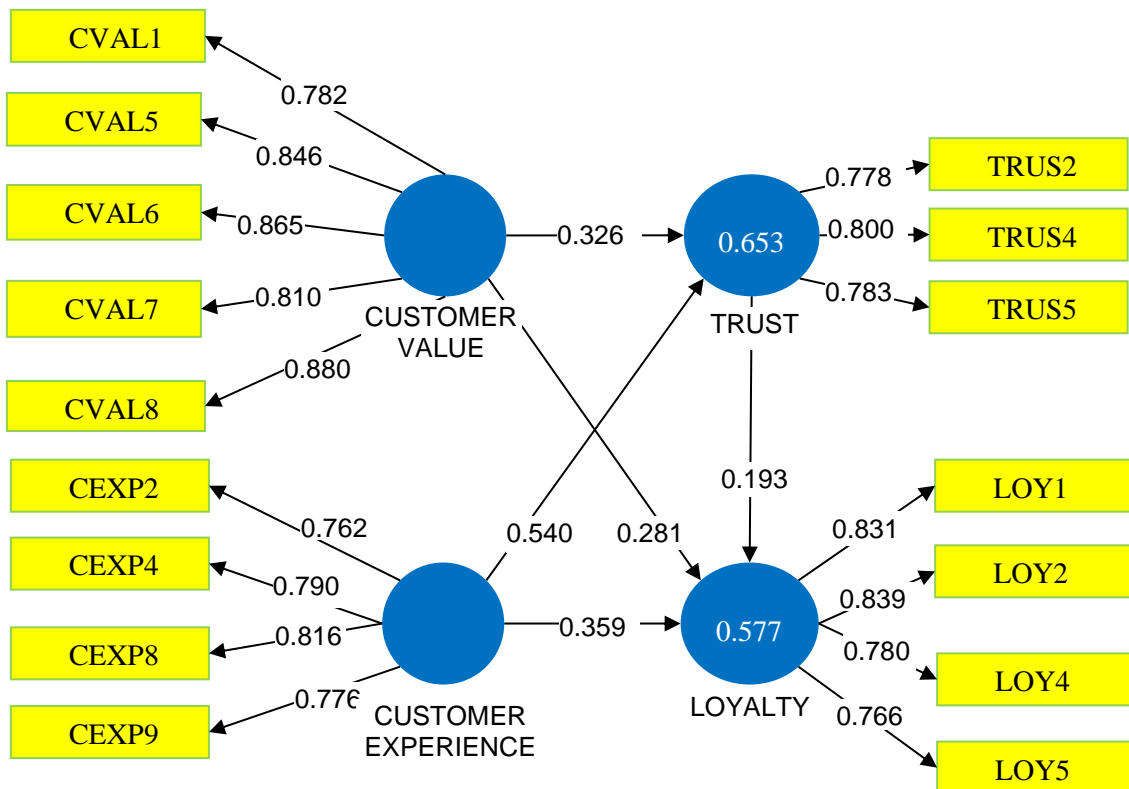 CVAL1
0.782
CVAL5
0.846
CVAL6
0.865
CVAL7
0.810
CVAL8
0.880
CUSTOMER
VALUE
0.326
0.653
TRUST
0.778
TRUS2
0.800
TRUS4
0.783
TRUS5
CEXP2
0.762
CEXP4
0.790
CEXP8
0.816
CEXP9
0.776
CUSTOMER
EXPERIENCE
0.540
0.281
0.193
0.359
0.577
LOYALTY
0.831
LOY1
0.839
LOY2
0.780
LOY4
0.766
LOY5